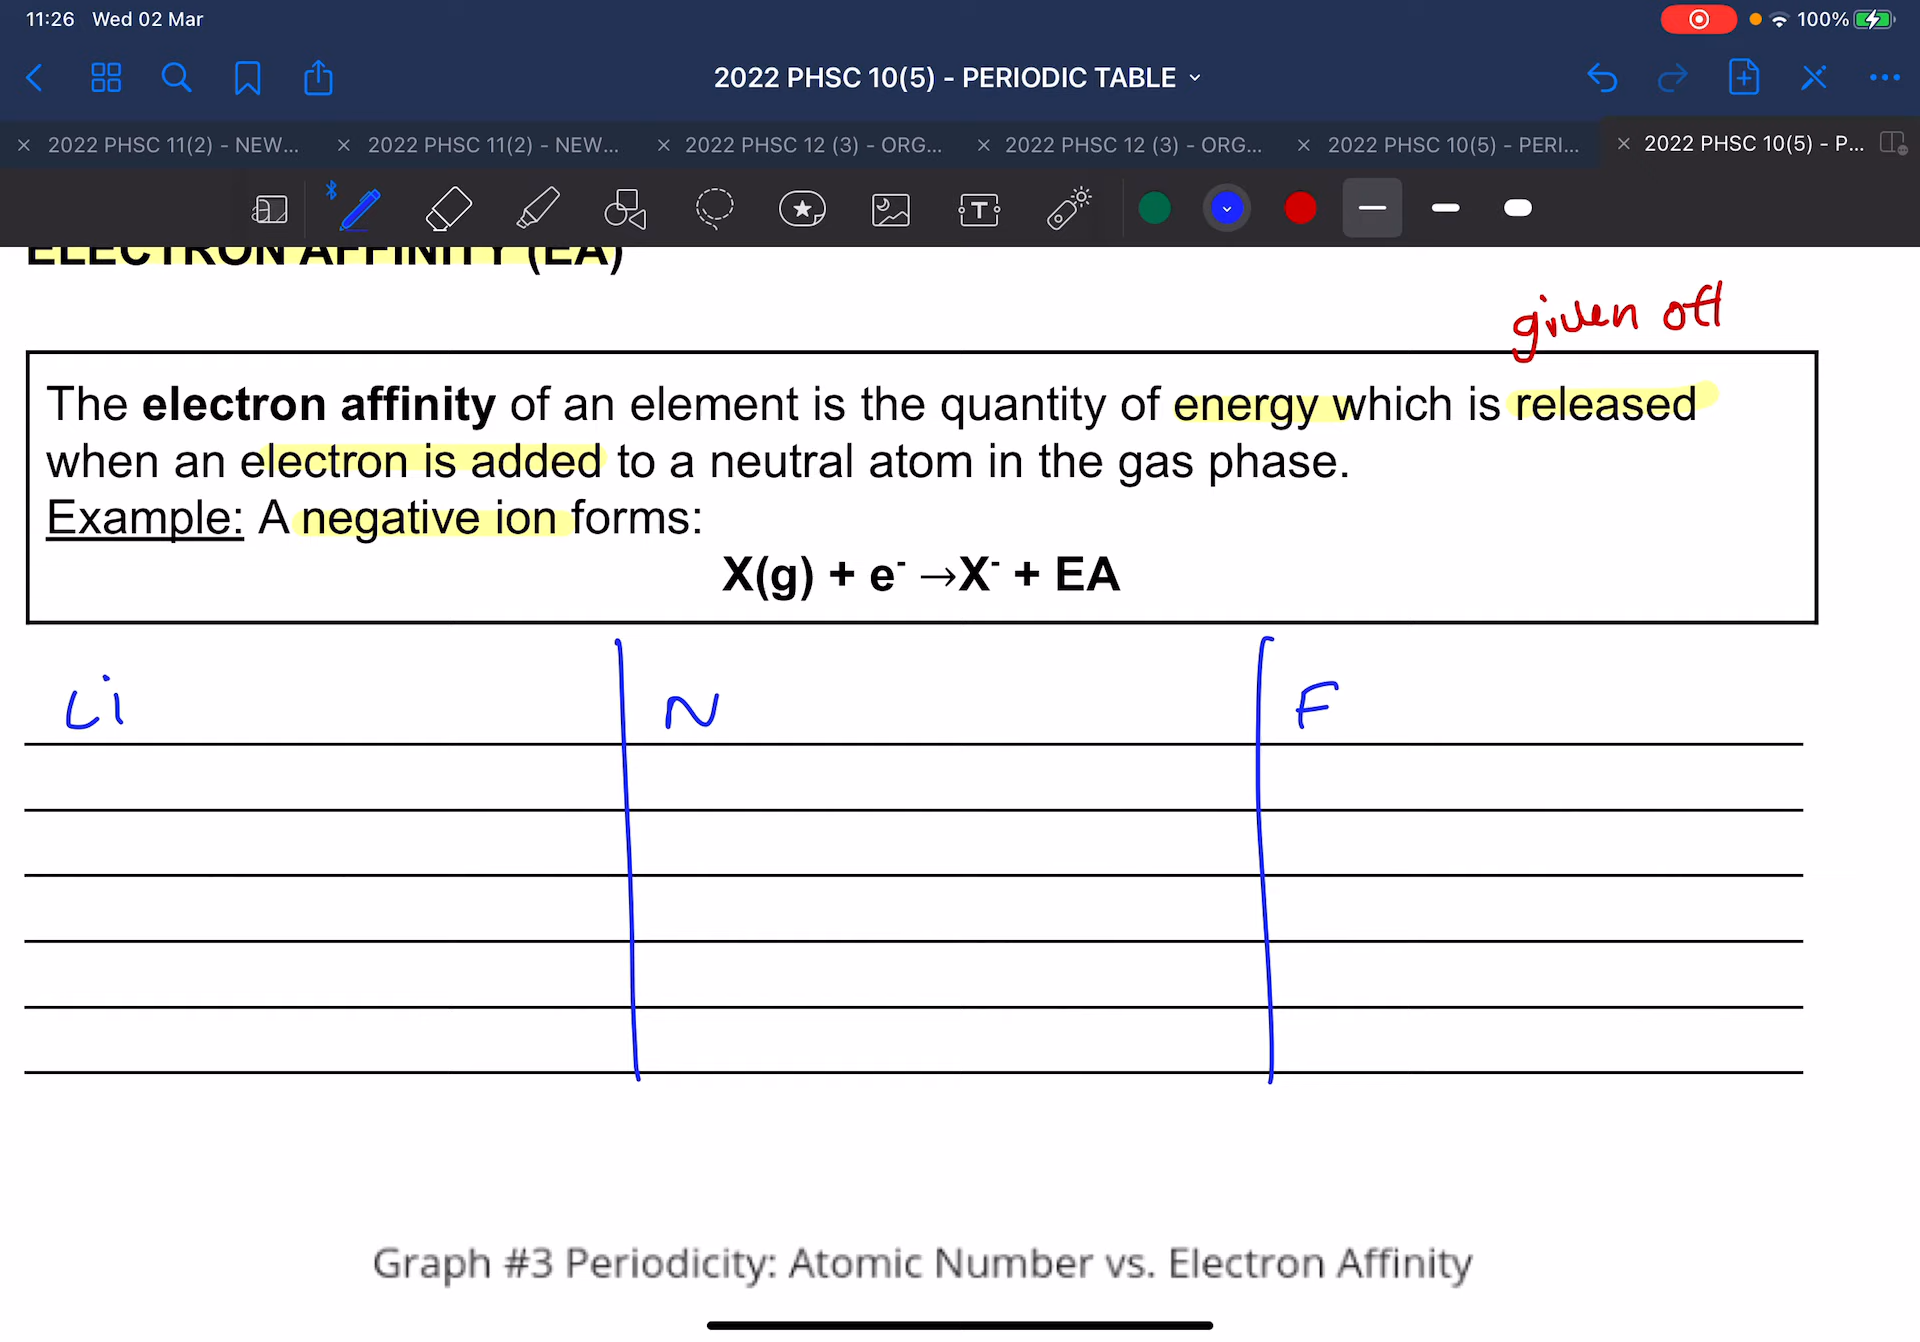 11:26 Wed 02 Mar 100%
2022 PHSC 10(5) - PERIODIC TABLE
2022 PHSC 11(2) - NEW... 2022 PHSC 11(2) - NEW... 2022 PHSC 12 (3) - ORG... 2022 PHSC 12 (3) - ORG... 2022 PHSC 10(5) - PERI... 2022 PHSC 10(5) - P...
ELECTRON AFFINITY (EA)
given off
The electron affinity of an element is the quantity of energy which is released
when an electron is added to a neutral atom in the gas phase.
Example: A negative ion forms:
X(g) + e⁻ →X⁻ + EA
Li N F
Graph #3 Periodicity: Atomic Number vs. Electron Affinity